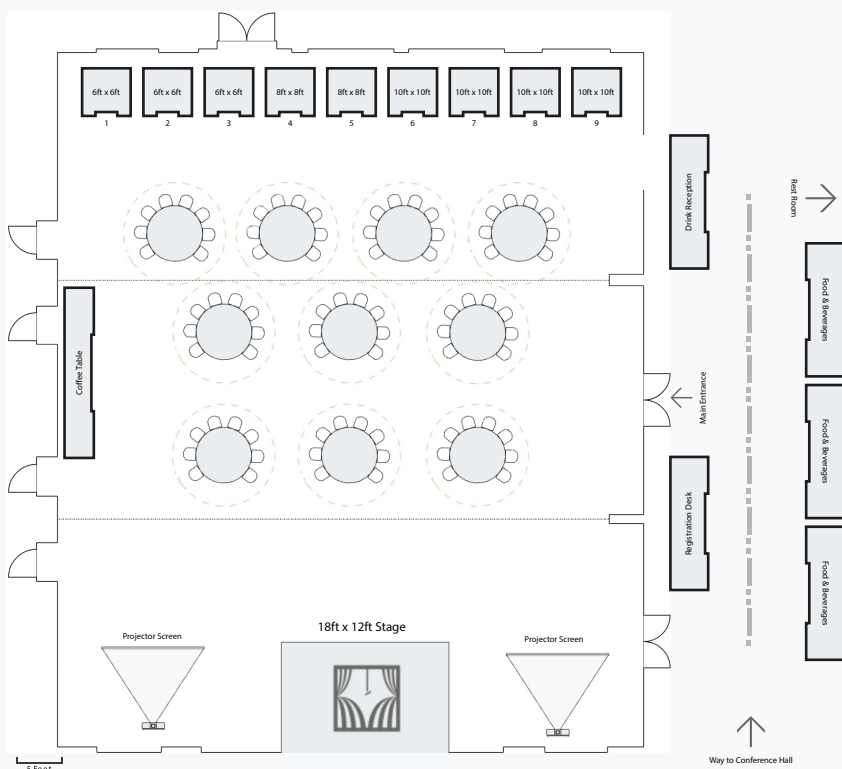 6ft x 6ft
6ft x 6ft
6ft x 6ft
8ft x 8ft
8ft x 8ft
10ft x 10ft
10ft x 10ft
10ft x 10ft
10ft x 10ft
1
2
3
4
5
6
7
8
9
Drink Reception
Rest Room
Food & Beverages
Coffee Table
Main Entrance
Food & Beverages
Registration Desk
Food & Beverages
18ft x 12ft Stage
Projector Screen
Projector Screen
Way to Conference Hall
5 Feet